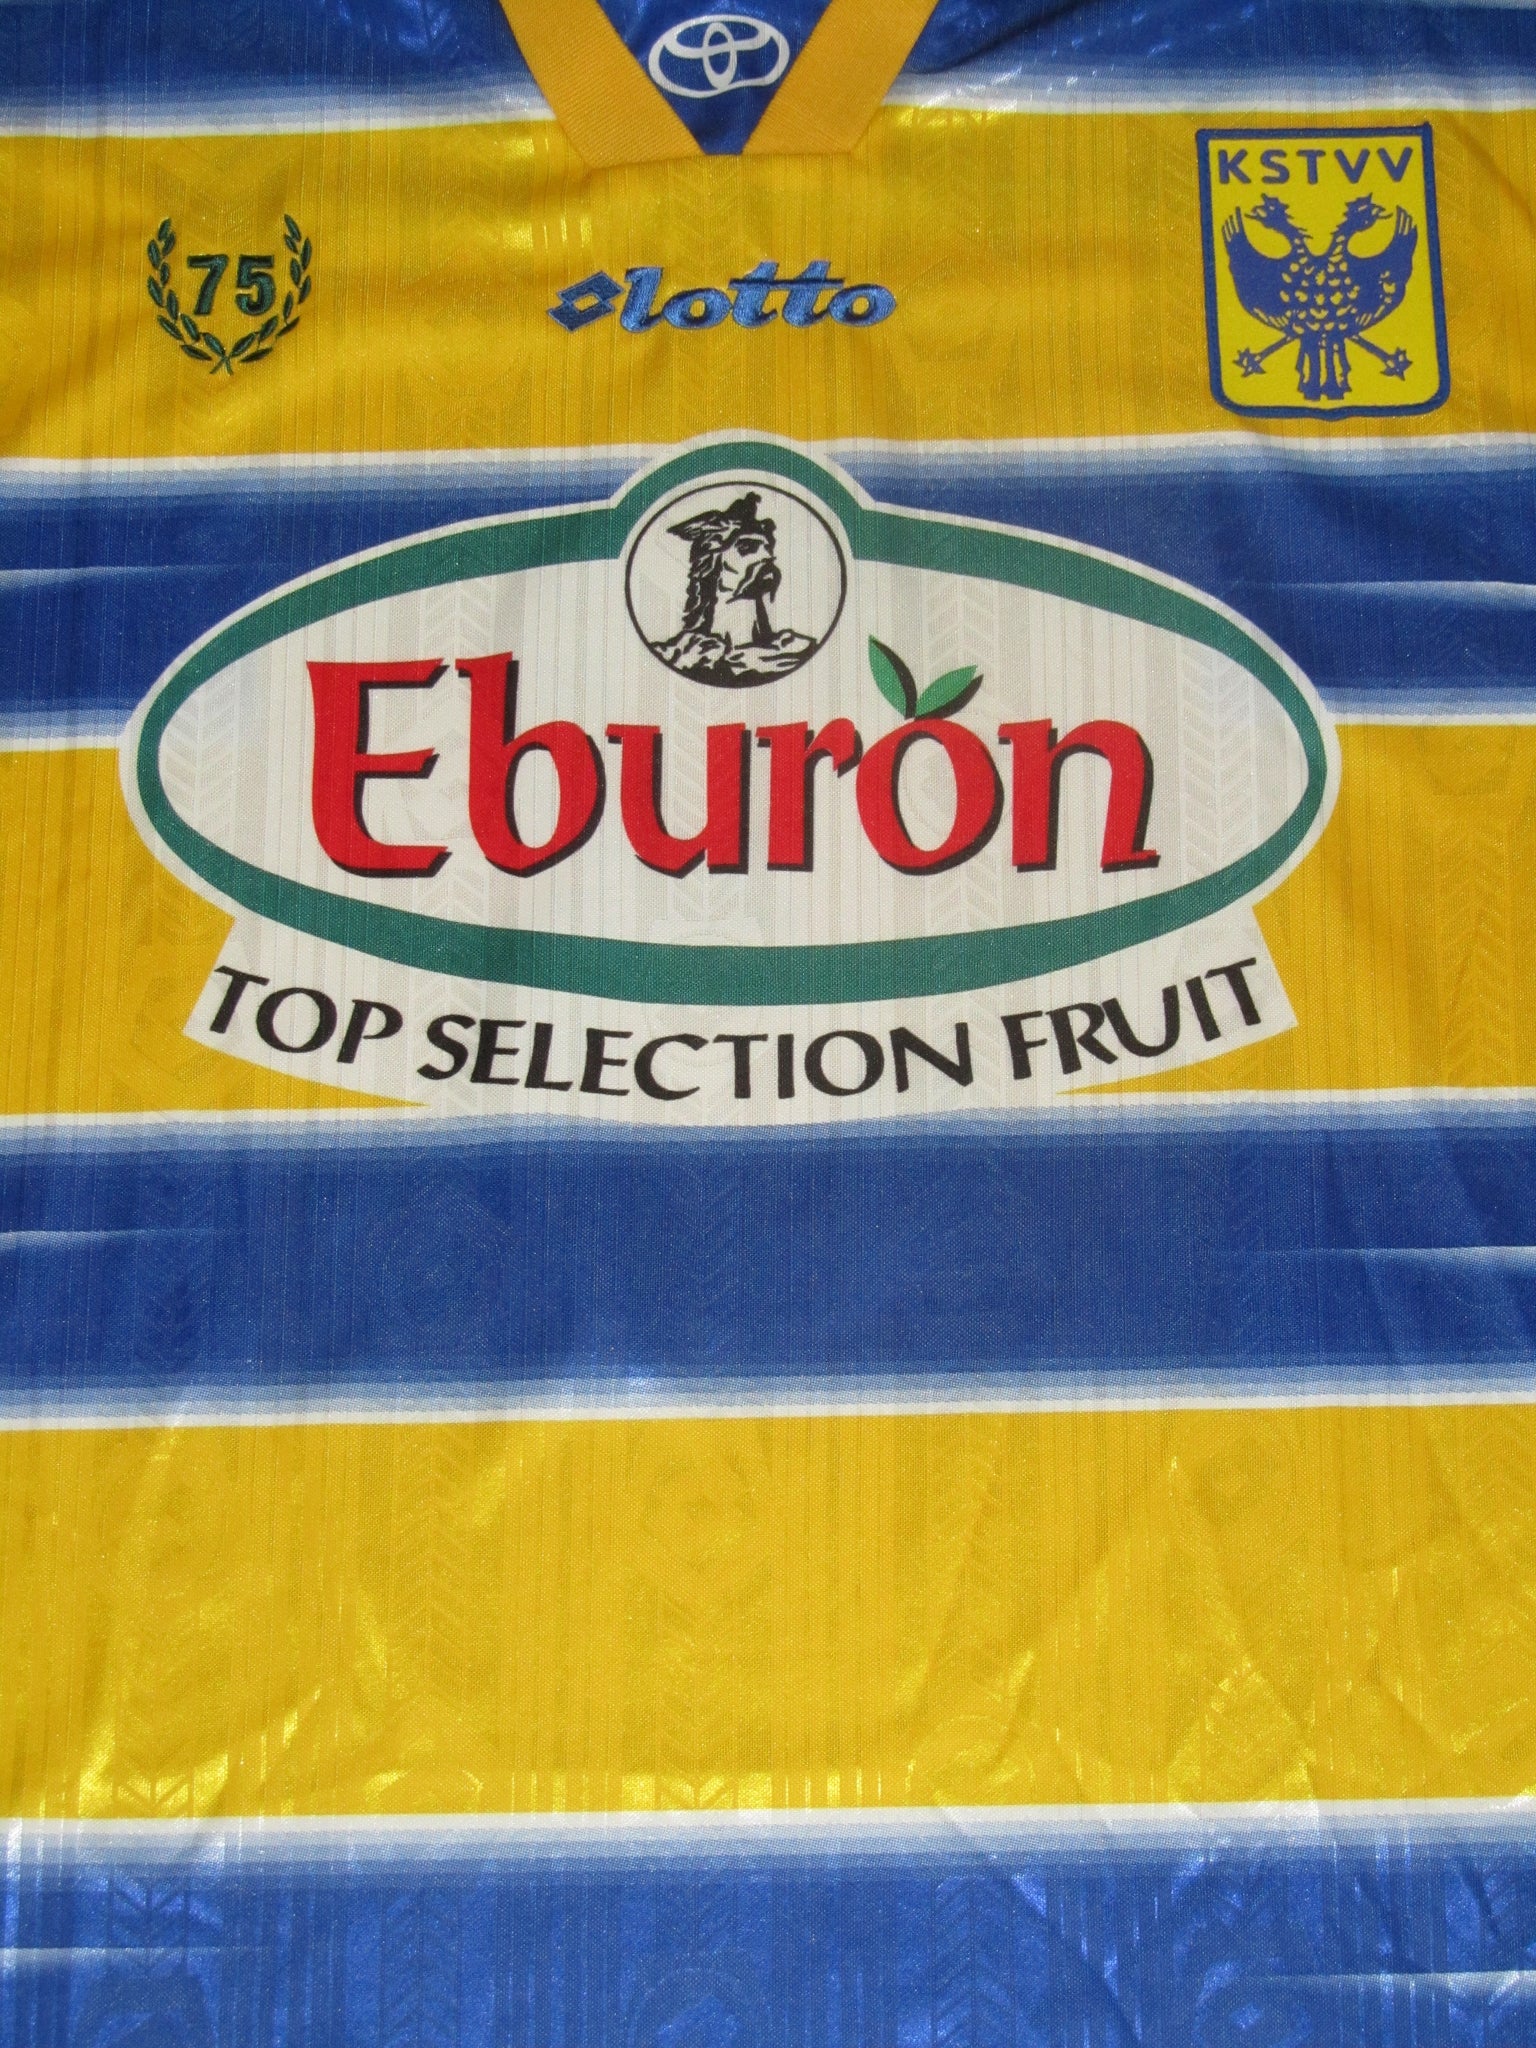 KSTVV
75
lotto
Eburon
TOP SELECTION FRUIT